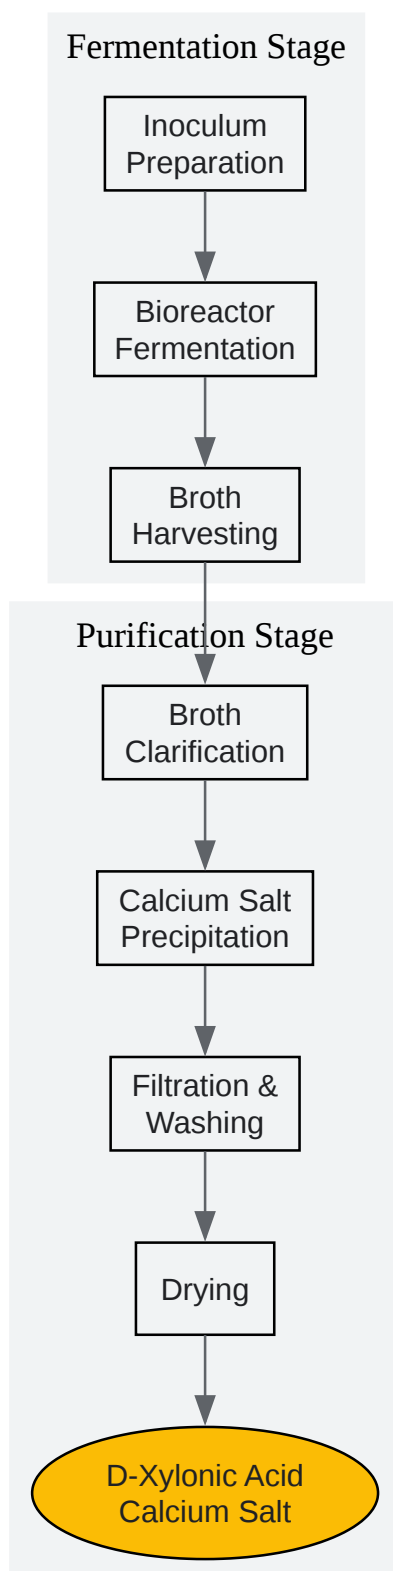 Fermentation Stage
Inoculum
Preparation
Bioreactor
Fermentation
Broth
Harvesting
Purification Stage
Broth
Clarification
Calcium Salt
Precipitation
Filtration &
Washing
Drying
D-Xylonic Acid
Calcium Salt